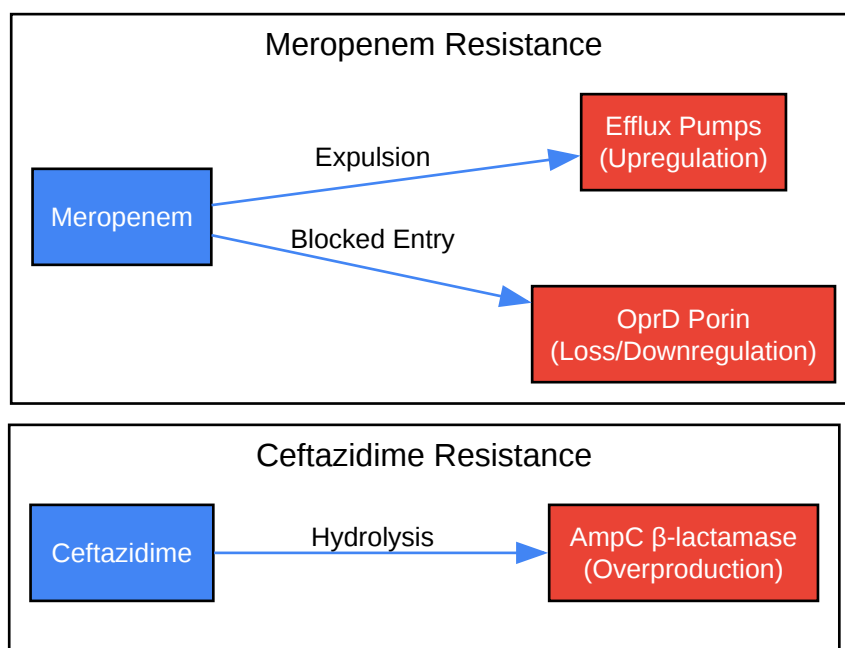 Meropenem Resistance
Efflux Pumps
(Upregulation)
Expulsion
Meropenem
Blocked Entry
OprD Porin
(Loss/Downregulation)
Ceftazidime Resistance
Ceftazidime
Hydrolysis
AmpC β-lactamase
(Overproduction)